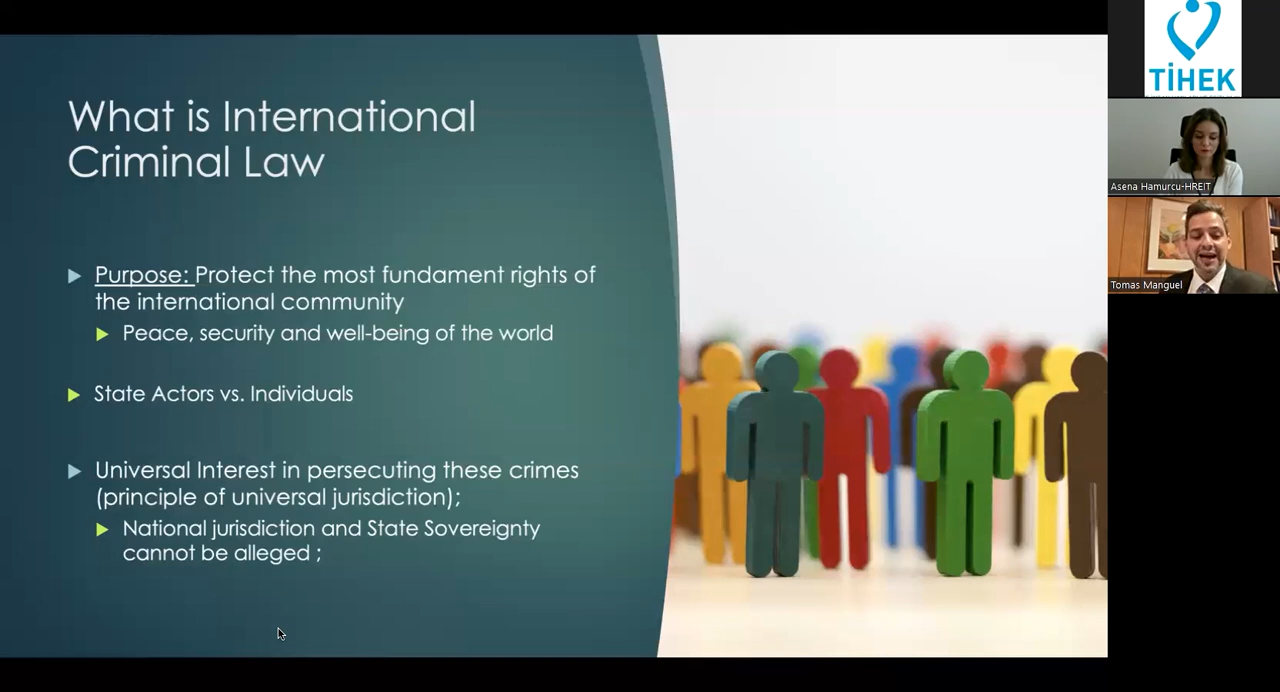 What is International
Criminal Law
Purpose: Protect the most fundament rights of
the international community
Peace, security and well-being of the world
State Actors vs. Individuals
Universal Interest in persecuting these crimes
(principle of universal jurisdiction);
National jurisdiction and State Sovereignty
cannot be alleged ;
TİHEK
Asena Hamurcu-HREIT
Tomas Manguel